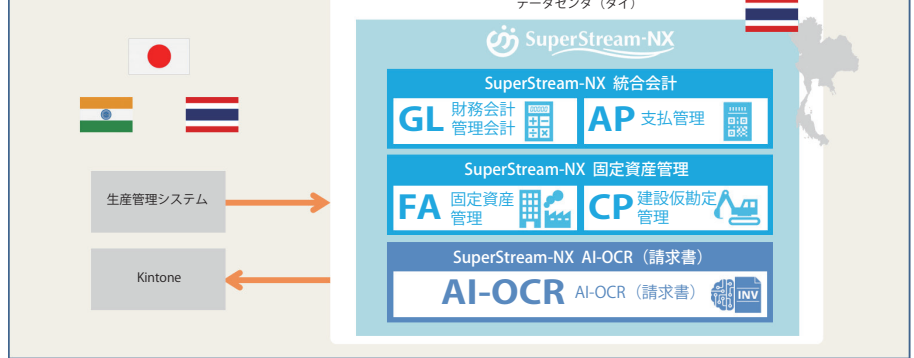 データセンタ（タイ）
SuperStream-NX
SuperStream-NX 統合会計
GL 財務会計 管理会計
AP 支払管理
SuperStream-NX 固定資産管理
FA 固定資産 管理
CP 建設仮勘定 管理
SuperStream-NX AI-OCR（請求書）
AI-OCR AI-OCR（請求書）
INV
生産管理システム
Kintone